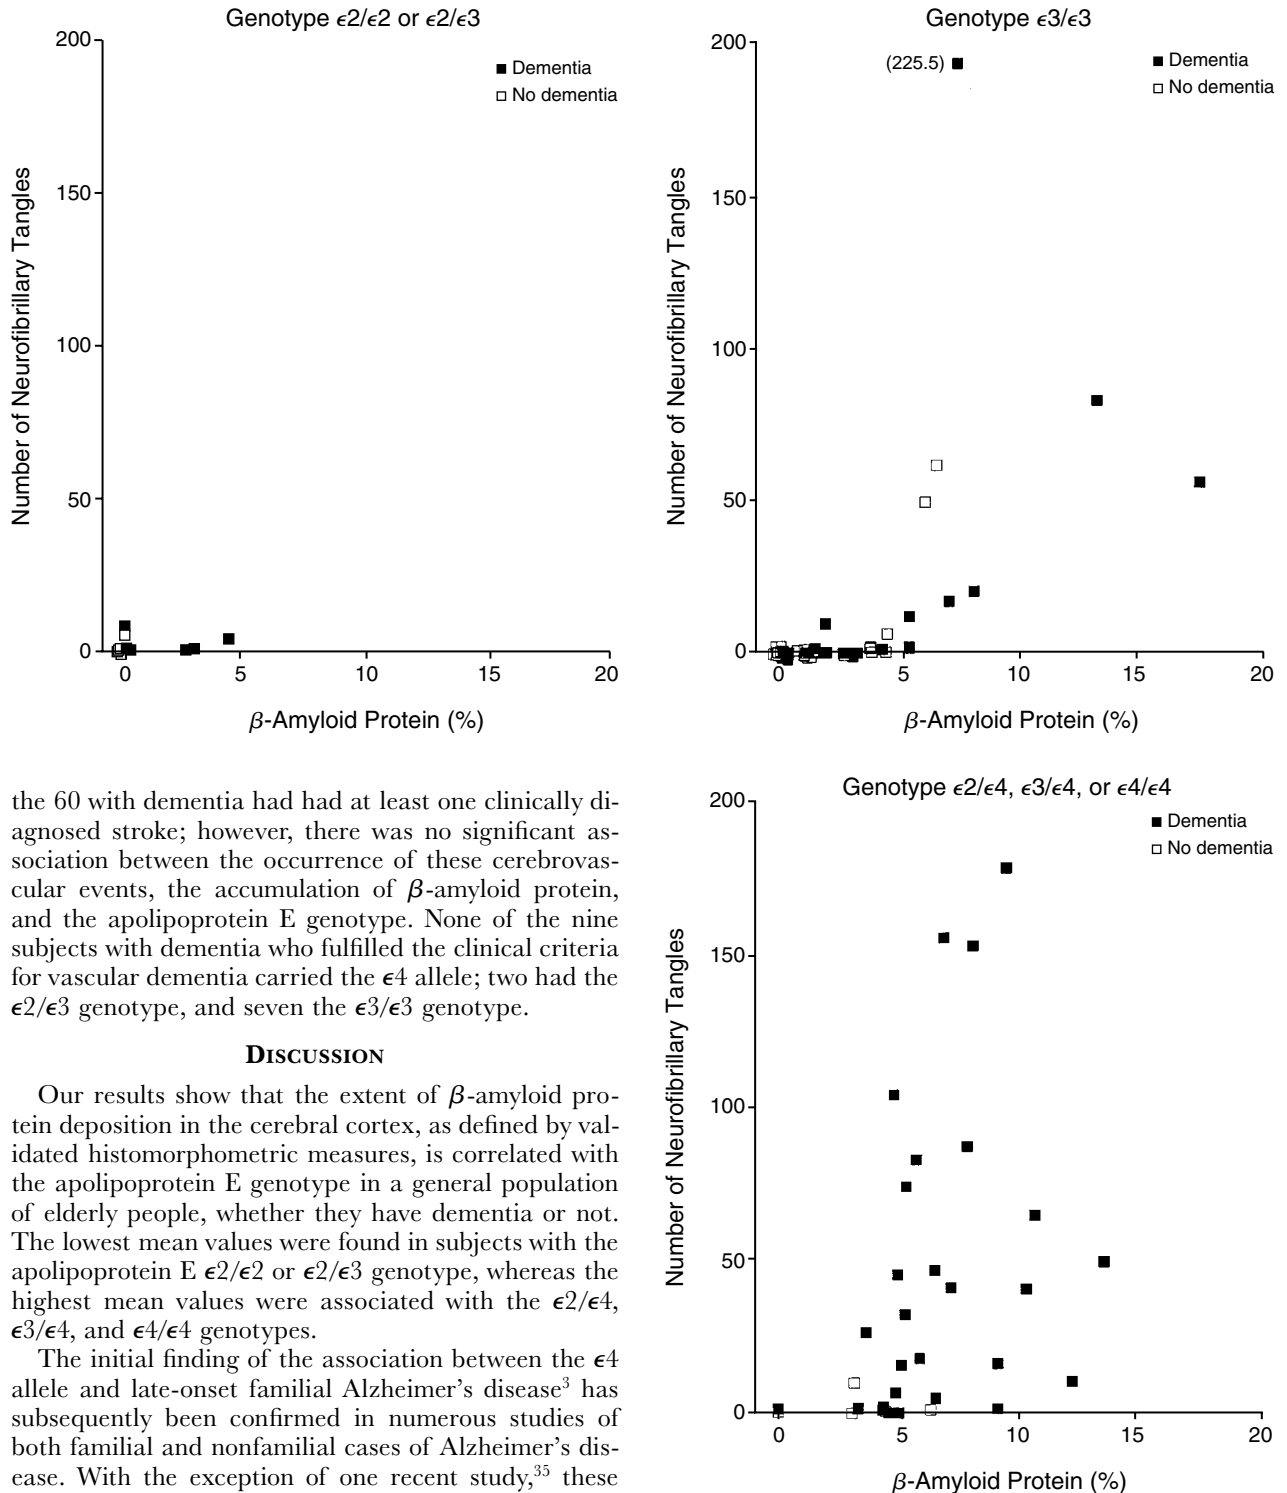 Genotype ϵ2/ϵ2 or ϵ2/ϵ3
200
150
100
50
0
Number of Neurofibrillary Tangles
■ Dementia
□ No dementia
0 5 10 15 20
β-Amyloid Protein (%)
Genotype ϵ3/ϵ3
200
150
100
50
0
Number of Neurofibrillary Tangles
(225.5)
■ Dementia
□ No dementia
0 5 10 15 20
β-Amyloid Protein (%)
the 60 with dementia had had at least one clinically di-
agnosed stroke; however, there was no significant as-
sociation between the occurrence of these cerebrovas-
cular events, the accumulation of β-amyloid protein,
and the apolipoprotein E genotype. None of the nine
subjects with dementia who fulfilled the clinical criteria
for vascular dementia carried the ϵ4 allele; two had the
ϵ2/ϵ3 genotype, and seven the ϵ3/ϵ3 genotype.
DISCUSSION
Our results show that the extent of β-amyloid pro-
tein deposition in the cerebral cortex, as defined by val-
idated histomorphometric measures, is correlated with
the apolipoprotein E genotype in a general population
of elderly people, whether they have dementia or not.
The lowest mean values were found in subjects with the
apolipoprotein E ϵ2/ϵ2 or ϵ2/ϵ3 genotype, whereas the
highest mean values were associated with the ϵ2/ϵ4,
ϵ3/ϵ4, and ϵ4/ϵ4 genotypes.
The initial finding of the association between the ϵ4
allele and late-onset familial Alzheimer's disease³ has
subsequently been confirmed in numerous studies of
both familial and nonfamilial cases of Alzheimer's dis-
ease. With the exception of one recent study,³⁵ these
Genotype ϵ2/ϵ4, ϵ3/ϵ4, or ϵ4/ϵ4
200
150
100
50
0
Number of Neurofibrillary Tangles
■ Dementia
□ No dementia
0 5 10 15 20
β-Amyloid Protein (%)